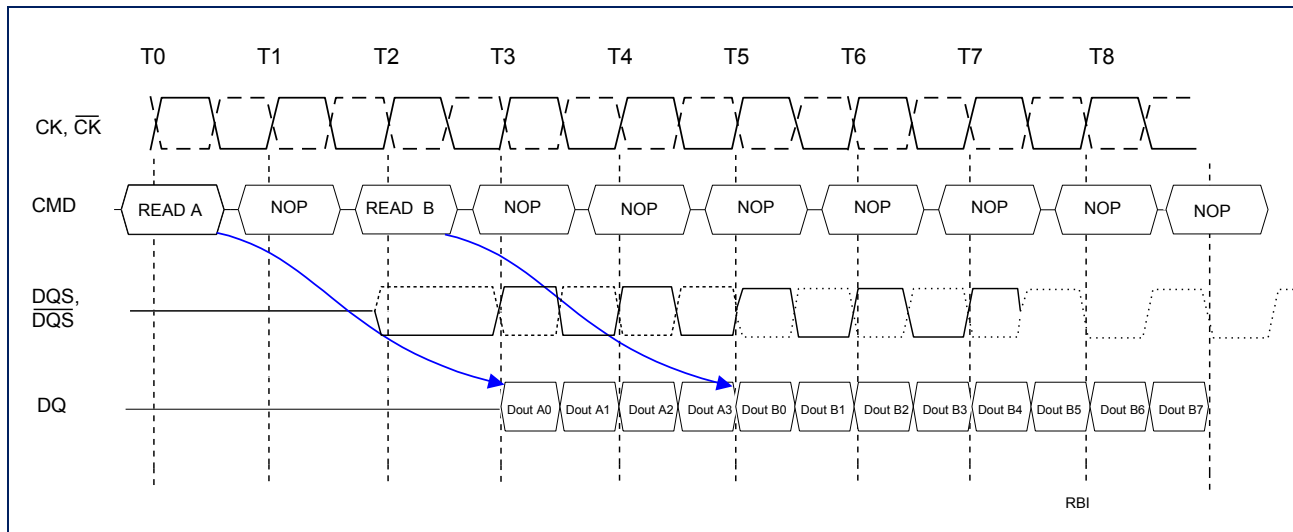 T0 T1 T2 T3 T4 T5 T6 T7 T8
CK, CK
CMD READ A NOP READ B NOP NOP NOP NOP NOP NOP NOP
DQS,
DQS
DQ Dout A0 Dout A1 Dout A2 Dout A3 Dout B0 Dout B1 Dout B2 Dout B3 Dout B4 Dout B5 Dout B6 Dout B7
RBI